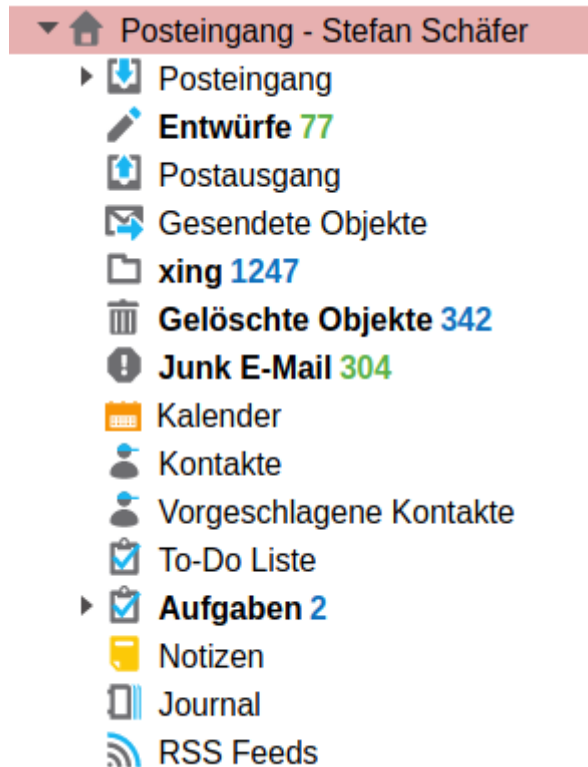 Posteingang - Stefan Schäfer
Posteingang
Entwürfe 77
Postausgang
Gesendete Objekte
xing 1247
Gelöschte Objekte 342
Junk E-Mail 304
Kalender
Kontakte
Vorgeschlagene Kontakte
To-Do Liste
Aufgaben 2
Notizen
Journal
RSS Feeds